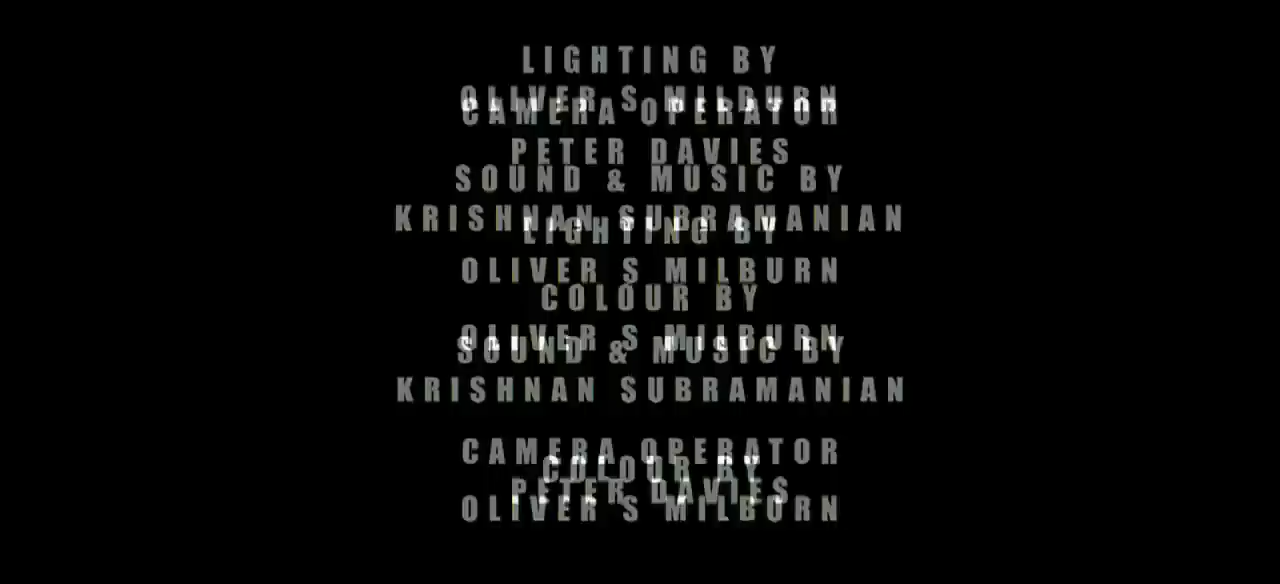 LIGHTING BY
OLIVER S MILBURN
CAMERA OPERATOR
PETER DAVIES
SOUND & MUSIC BY
KRISHNAN SUBRAMANIAN
LIGHTING BY
OLIVER S MILBURN
COLOUR BY
OLIVER S MILBURN
SOUND & MUSIC BY
KRISHNAN SUBRAMANIAN
CAMERA OPERATOR
COLOUR BY
PETER DAVIES
OLIVER S MILBURN